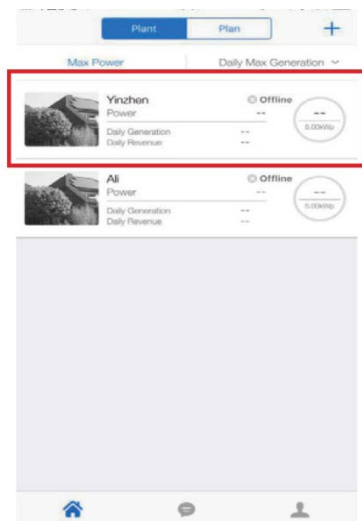 Plant Plan +
Max Power Daily Max Generation
Yinzhen Offline
Power -- --
Daily Generation -- 5.00kWp
Daily Revenue --
Ali Offline
Power -- --
Daily Generation -- 5.00kWp
Daily Revenue --